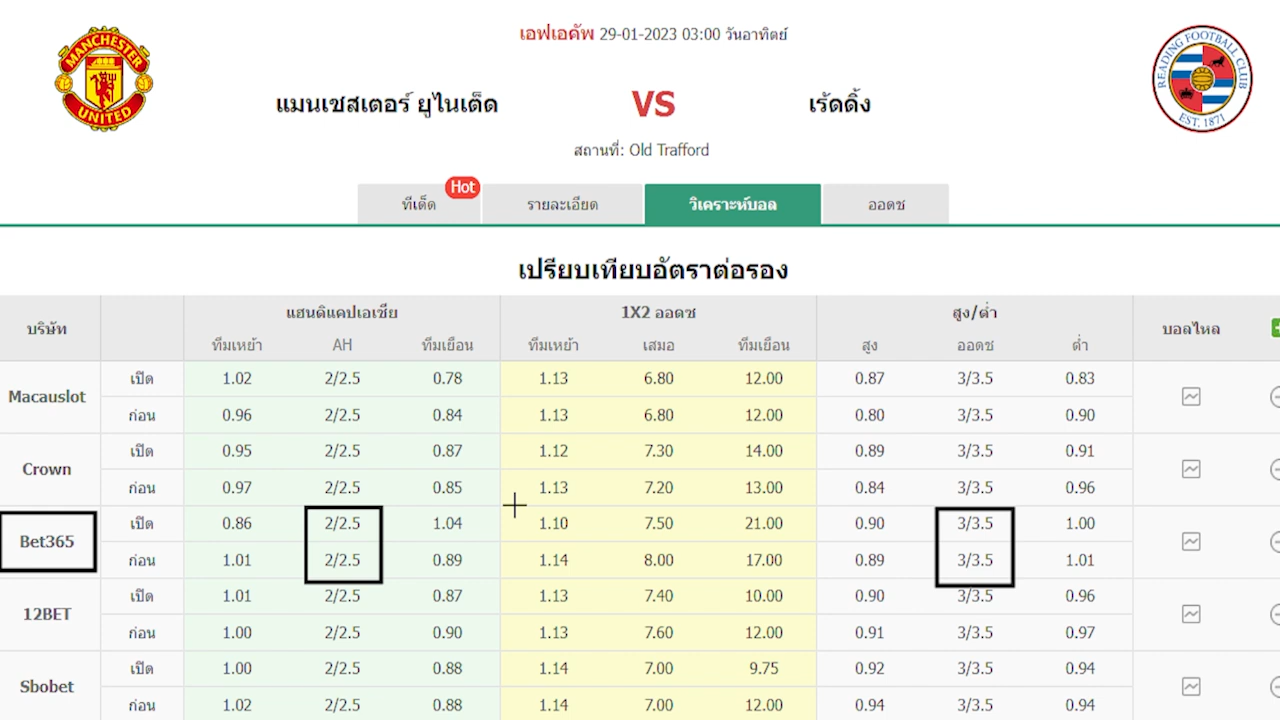 MANCHESTER
UNITED
เอฟเอคัพ 29-01-2023 03:00 วันอาทิตย์
READING FOOTBALL CLUB
EST. 1871
แมนเชสเตอร์ ยูไนเต็ด VS เร้ดดิ้ง
สถานที่: Old Trafford
ทีเด็ด Hot รายละเอียด วิเคราะห์บอล ออดซ
เปรียบเทียบอัตราต่อรอง
บริษัท แฮนดิแคปเอเชีย 1X2 ออดซ สูง/ต่ำ บอลไหล
ทีมเหย้า AH ทีมเยือน ทีมเหย้า เสมอ ทีมเยือน สูง ออดซ ต่ำ
Macauslot
เปิด 1.02 2/2.5 0.78 1.13 6.80 12.00 0.87 3/3.5 0.83
ก่อน 0.96 2/2.5 0.84 1.13 6.80 12.00 0.80 3/3.5 0.90
Crown
เปิด 0.95 2/2.5 0.87 1.12 7.30 14.00 0.89 3/3.5 0.91
ก่อน 0.97 2/2.5 0.85 1.13 7.20 13.00 0.84 3/3.5 0.96
Bet365
เปิด 0.86 2/2.5 1.04 1.10 7.50 21.00 0.90 3/3.5 1.00
ก่อน 1.01 2/2.5 0.89 1.14 8.00 17.00 0.89 3/3.5 1.01
12BET
เปิด 1.01 2/2.5 0.87 1.13 7.40 10.00 0.90 3/3.5 0.96
ก่อน 1.00 2/2.5 0.90 1.13 7.60 12.00 0.91 3/3.5 0.97
Sbobet
เปิด 1.00 2/2.5 0.88 1.14 7.00 9.75 0.92 3/3.5 0.94
ก่อน 1.02 2/2.5 0.88 1.14 7.00 12.00 0.94 3/3.5 0.94